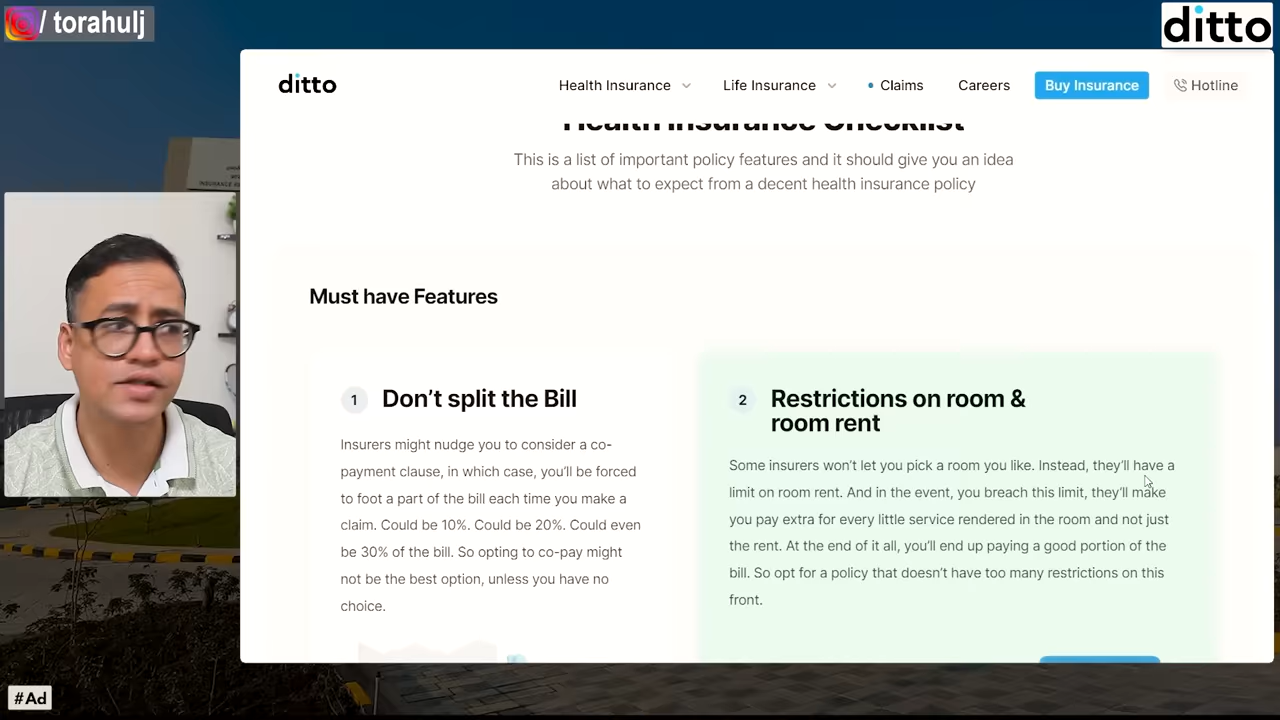 / torahulj
ditto
ditto
Health Insurance
Life Insurance
Claims
Careers
Buy Insurance
Hotline
Health Insurance Checklist
This is a list of important policy features and it should give you an idea
about what to expect from a decent health insurance policy
Must have Features
1
Don’t split the Bill
Insurers might nudge you to consider a co-
payment clause, in which case, you’ll be forced
to foot a part of the bill each time you make a
claim. Could be 10%. Could be 20%. Could even
be 30% of the bill. So opting to co-pay might
not be the best option, unless you have no
choice.
2
Restrictions on room &
room rent
Some insurers won’t let you pick a room you like. Instead, they’ll have a
limit on room rent. And in the event, you breach this limit, they’ll make
you pay extra for every little service rendered in the room and not just
the rent. At the end of it all, you’ll end up paying a good portion of the
bill. So opt for a policy that doesn’t have too many restrictions on this
front.
#Ad